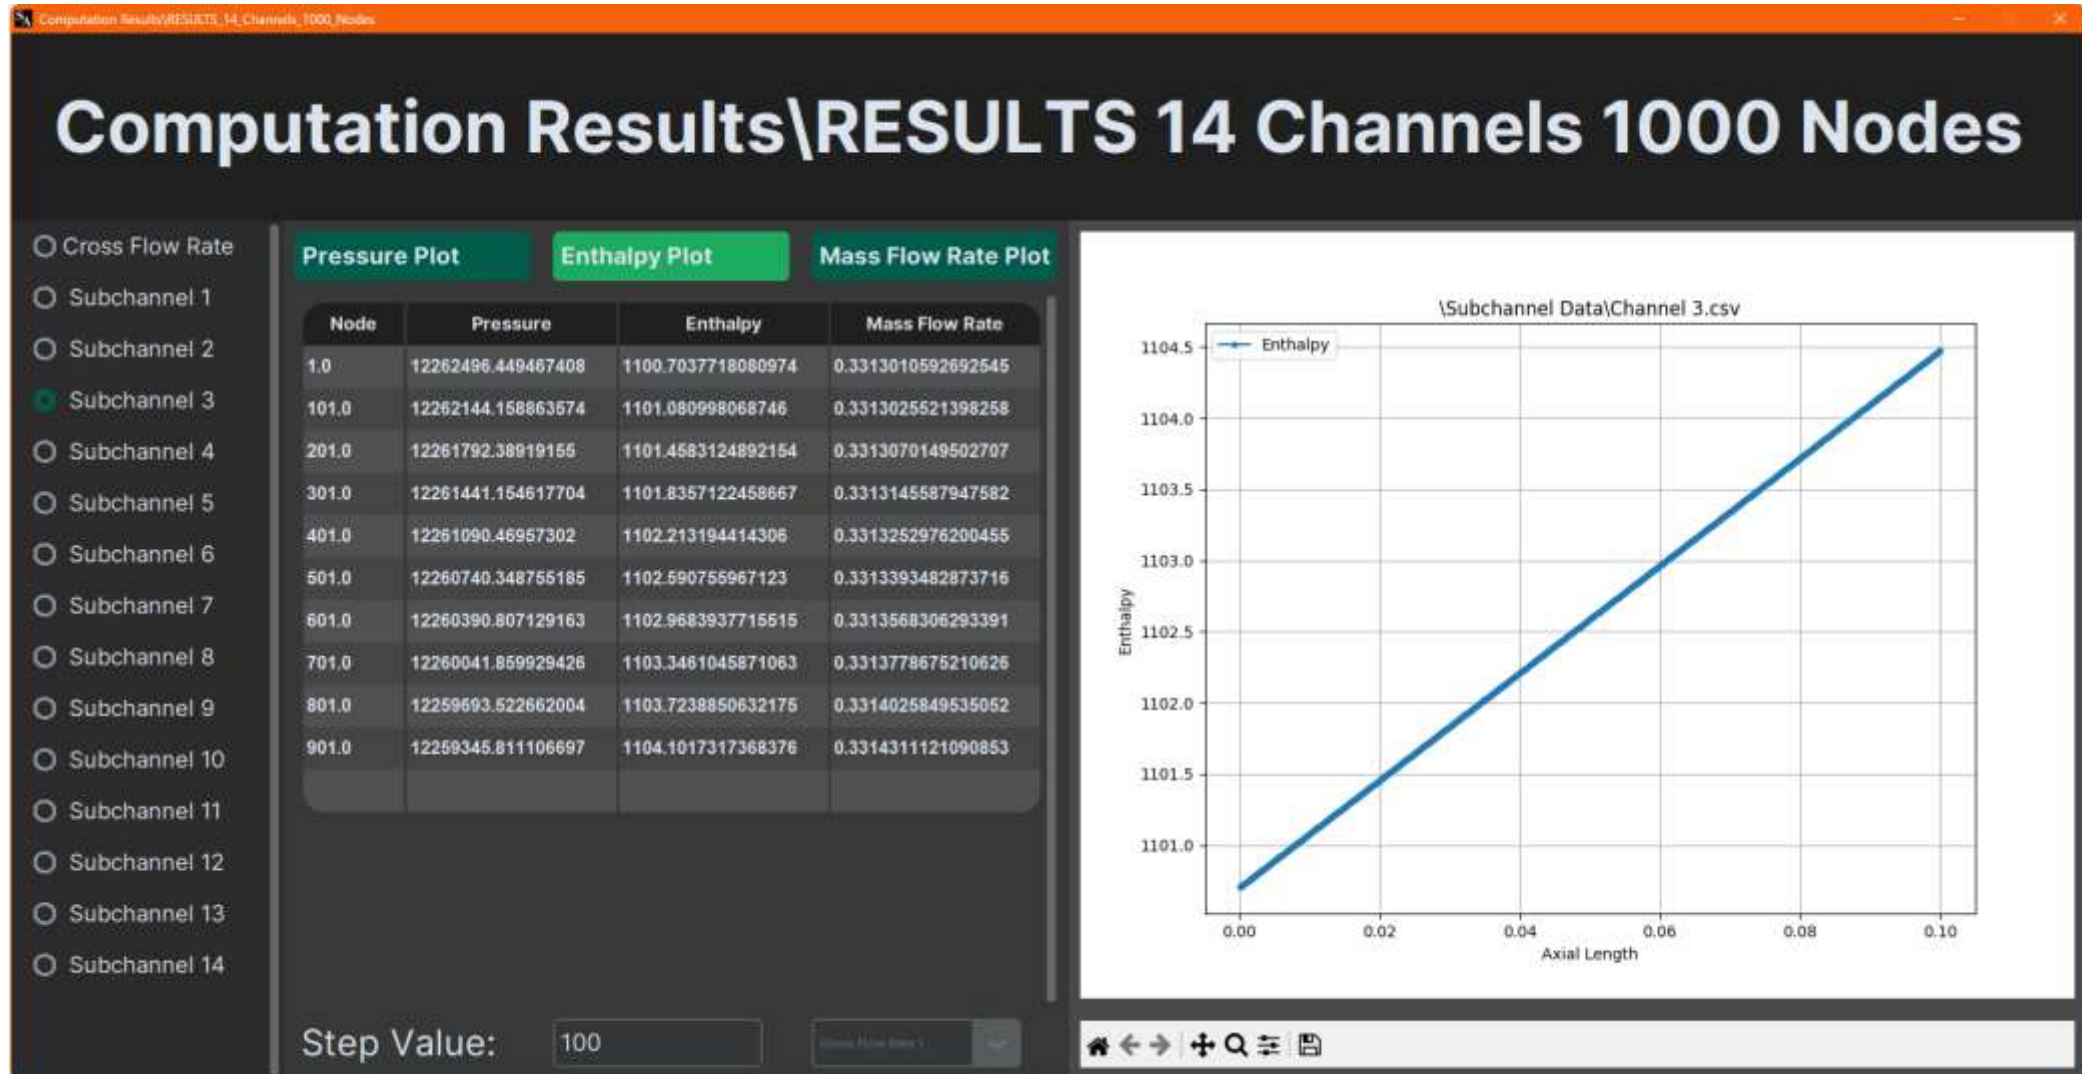 Computation Results\RESULTS_14_Channels_1000_Nodes
Computation Results\RESULTS 14 Channels 1000 Nodes
Cross Flow Rate
Subchannel 1
Subchannel 2
Subchannel 3
Subchannel 4
Subchannel 5
Subchannel 6
Subchannel 7
Subchannel 8
Subchannel 9
Subchannel 10
Subchannel 11
Subchannel 12
Subchannel 13
Subchannel 14
Pressure Plot Enthalpy Plot Mass Flow Rate Plot
Node Pressure Enthalpy Mass Flow Rate
1.0 12262496.449467408 1100.7037718080974 0.3313010592692545
101.0 12262144.158863574 1101.080998068746 0.3313025521398258
201.0 12261792.38919155 1101.4583124892154 0.3313070149502707
301.0 12261441.154617704 1101.8357122458667 0.3313145587947582
401.0 12261090.46957302 1102.213194414306 0.3313252976200455
501.0 12260740.348755185 1102.590755967123 0.3313393482873716
601.0 12260390.807129163 1102.9683937715515 0.3313568306293391
701.0 12260041.859929426 1103.3461045871063 0.3313778675210626
801.0 12259693.522662004 1103.7238850632175 0.3314025849535052
901.0 12259345.811106697 1104.1017317368376 0.3314311121090853
Step Value: 100
\Subchannel Data\Channel 3.csv
Enthalpy
1104.5
1104.0
1103.5
1103.0
1102.5
1102.0
1101.5
1101.0
Enthalpy
0.00 0.02 0.04 0.06 0.08 0.10
Axial Length